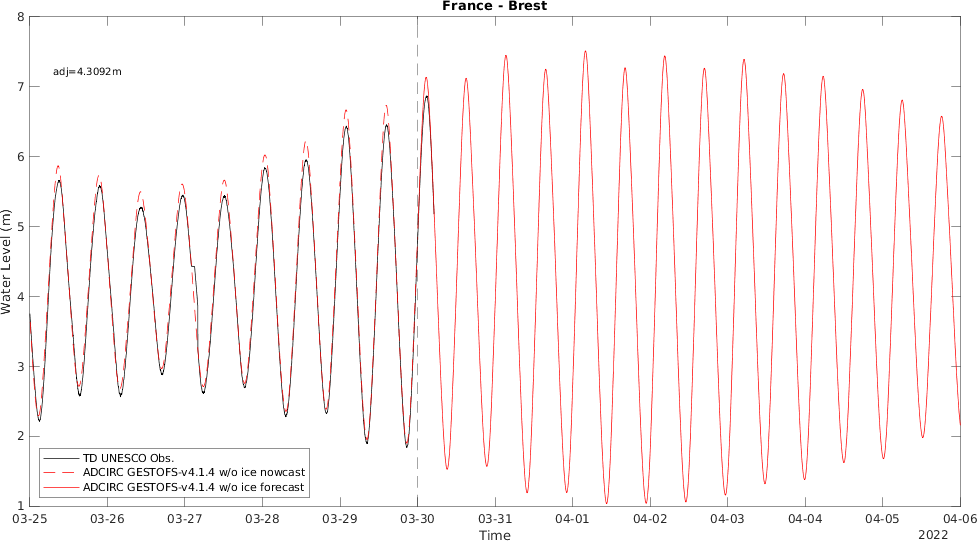 France - Brest
adj=4.3092m
8
7
6
5
4
3
2
1
Water Level (m)
TD UNESCO Obs.
ADCIRC GESTOFS-v4.1.4 w/o ice nowcast
ADCIRC GESTOFS-v4.1.4 w/o ice forecast
03-25 03-26 03-27 03-28 03-29 03-30 03-31 04-01 04-02 04-03 04-04 04-05 04-06
Time
2022